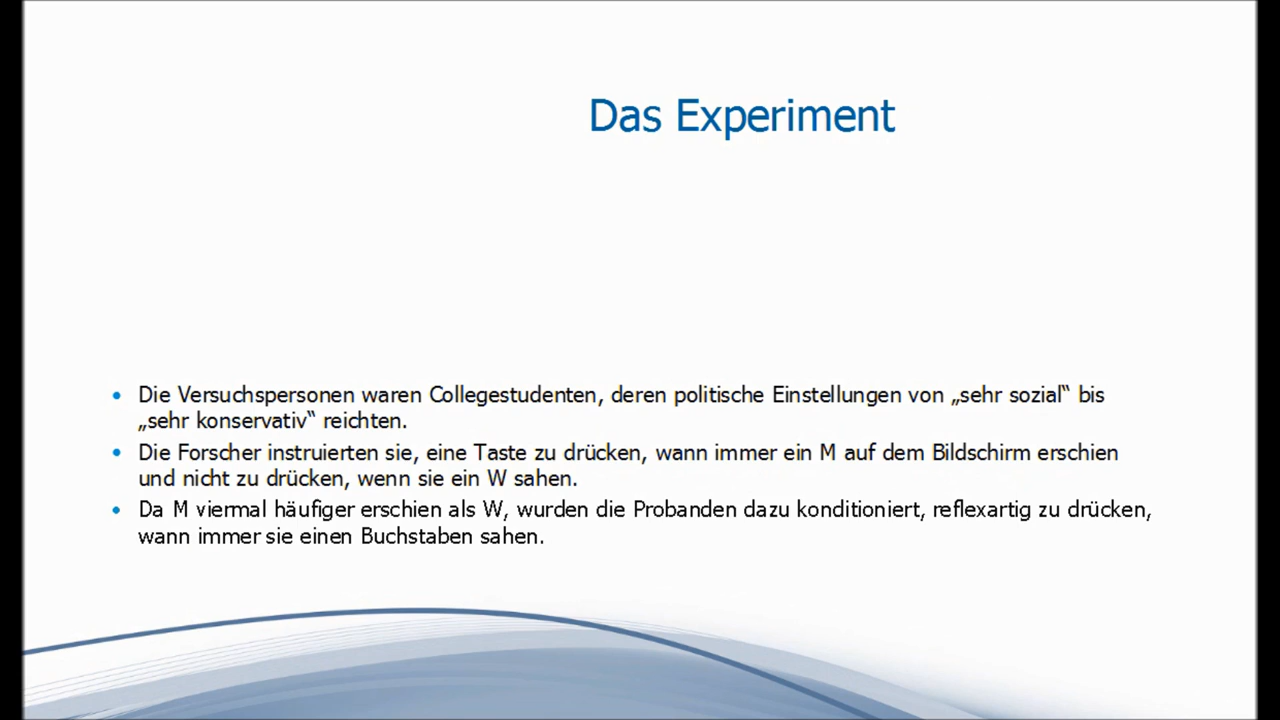 Das Experiment
• Die Versuchspersonen waren Collegestudenten, deren politische Einstellungen von „sehr sozial“ bis
„sehr konservativ“ reichten.
• Die Forscher instruierten sie, eine Taste zu drücken, wann immer ein M auf dem Bildschirm erschien
und nicht zu drücken, wenn sie ein W sahen.
• Da M viermal häufiger erschien als W, wurden die Probanden dazu konditioniert, reflexartig zu drücken,
wann immer sie einen Buchstaben sahen.